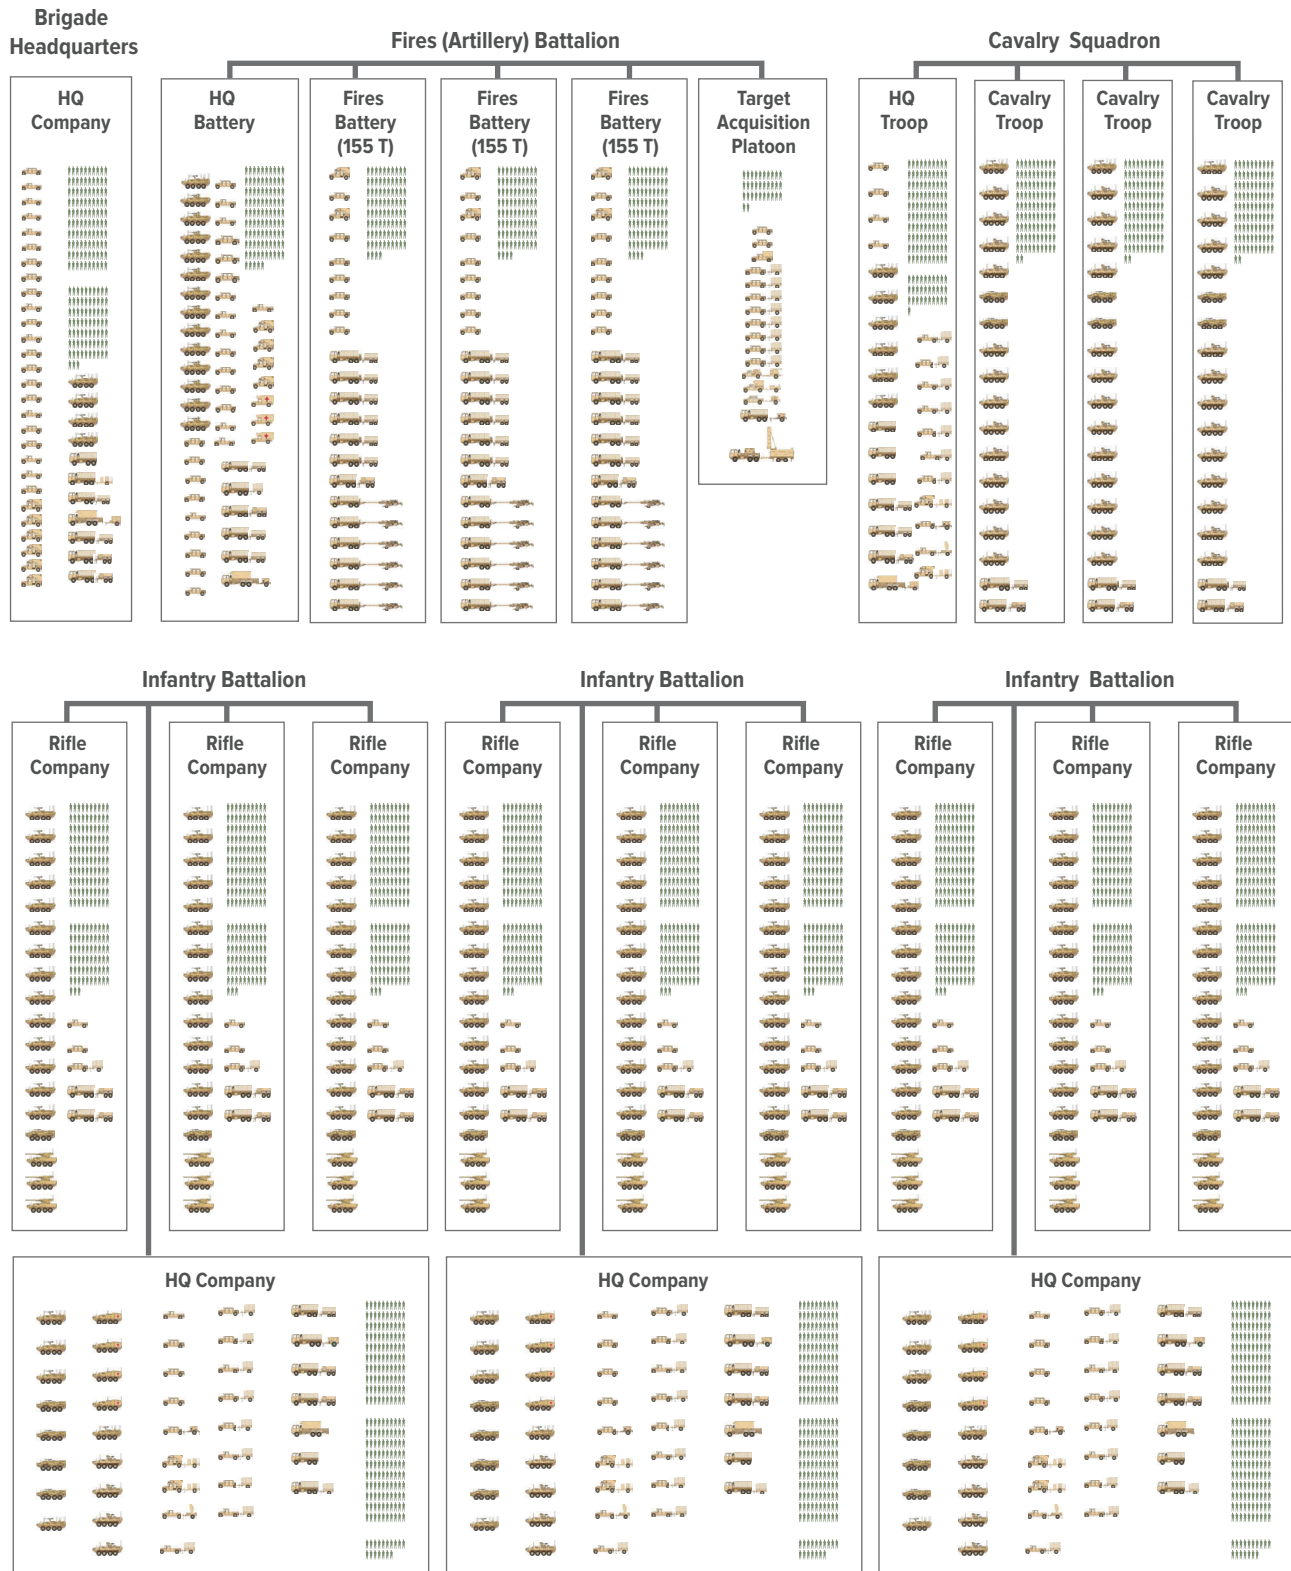 Brigade
Headquarters
Fires (Artillery) Battalion
Cavalry Squadron
HQ
Company
HQ
Battery
Fires
Battery
(155 T)
Fires
Battery
(155 T)
Fires
Battery
(155 T)
Target
Acquisition
Platoon
HQ
Troop
Cavalry
Troop
Cavalry
Troop
Cavalry
Troop
Infantry Battalion
Infantry Battalion
Infantry Battalion
Rifle
Company
Rifle
Company
Rifle
Company
Rifle
Company
Rifle
Company
Rifle
Company
Rifle
Company
Rifle
Company
Rifle
Company
HQ Company
HQ Company
HQ Company